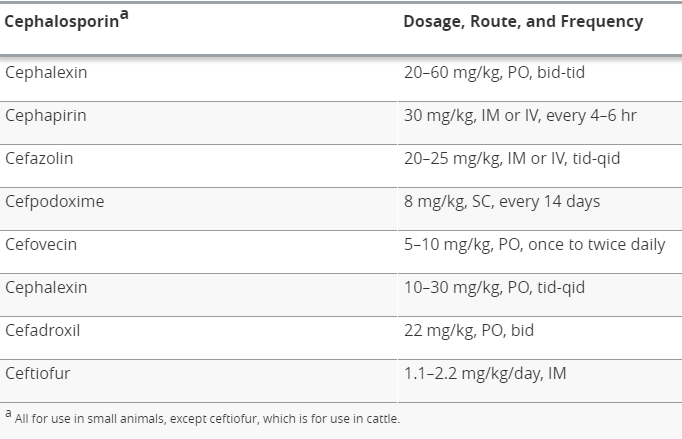 Cephalosporina Dosage, Route, and Frequency
Cephalexin 20–60 mg/kg, PO, bid-tid
Cephapirin 30 mg/kg, IM or IV, every 4–6 hr
Cefazolin 20–25 mg/kg, IM or IV, tid-qid
Cefpodoxime 8 mg/kg, SC, every 14 days
Cefovecin 5–10 mg/kg, PO, once to twice daily
Cephalexin 10–30 mg/kg, PO, tid-qid
Cefadroxil 22 mg/kg, PO, bid
Ceftiofur 1.1–2.2 mg/kg/day, IM
a All for use in small animals, except ceftiofur, which is for use in cattle.